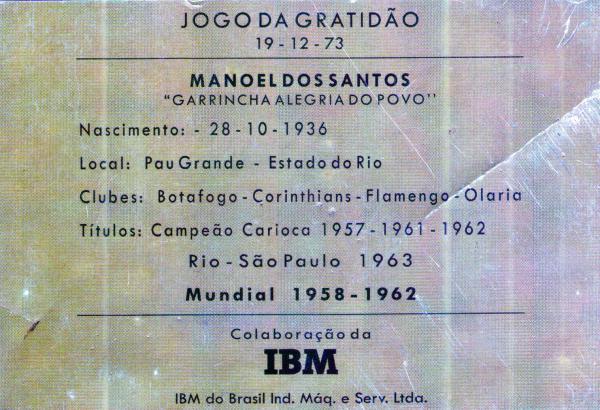 JOGO DA GRATIDÃO
19-12-73
MANOEL DOS SANTOS
"GARRINCHA ALEGRIA DO POVO"
Nascimento: - 28-10-1936
Local: Pau Grande - Estado do Rio
Clubes: Botafogo - Corinthians - Flamengo - Olaria
Títulos: Campeão Carioca 1957-1961-1962
Rio - São Paulo 1963
Mundial 1958-1962
Colaboração da
IBM
IBM do Brasil Ind. Máq. e Serv. Ltda.